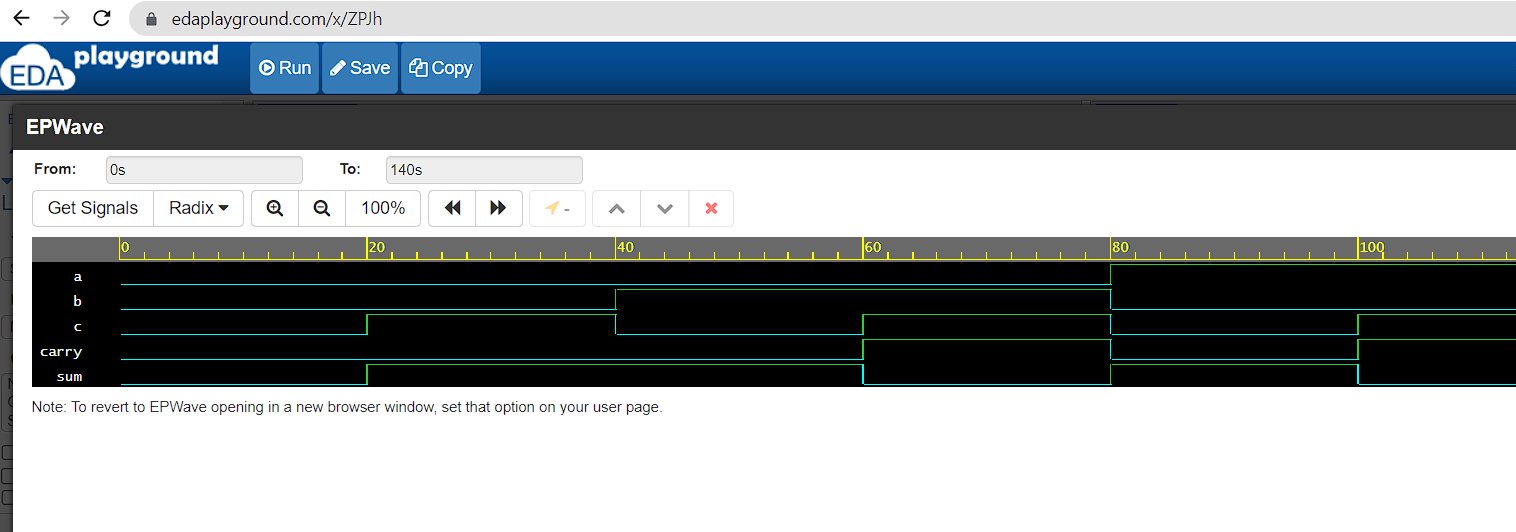 edaplayground.com/x/ZPJh
EDA playground Run Save Copy
EPWave
From: 0s To: 140s
Get Signals Radix 100% -
0 20 40 60 80 100
a
b
c
carry
sum
Note: To revert to EPWave opening in a new browser window, set that option on your user page.